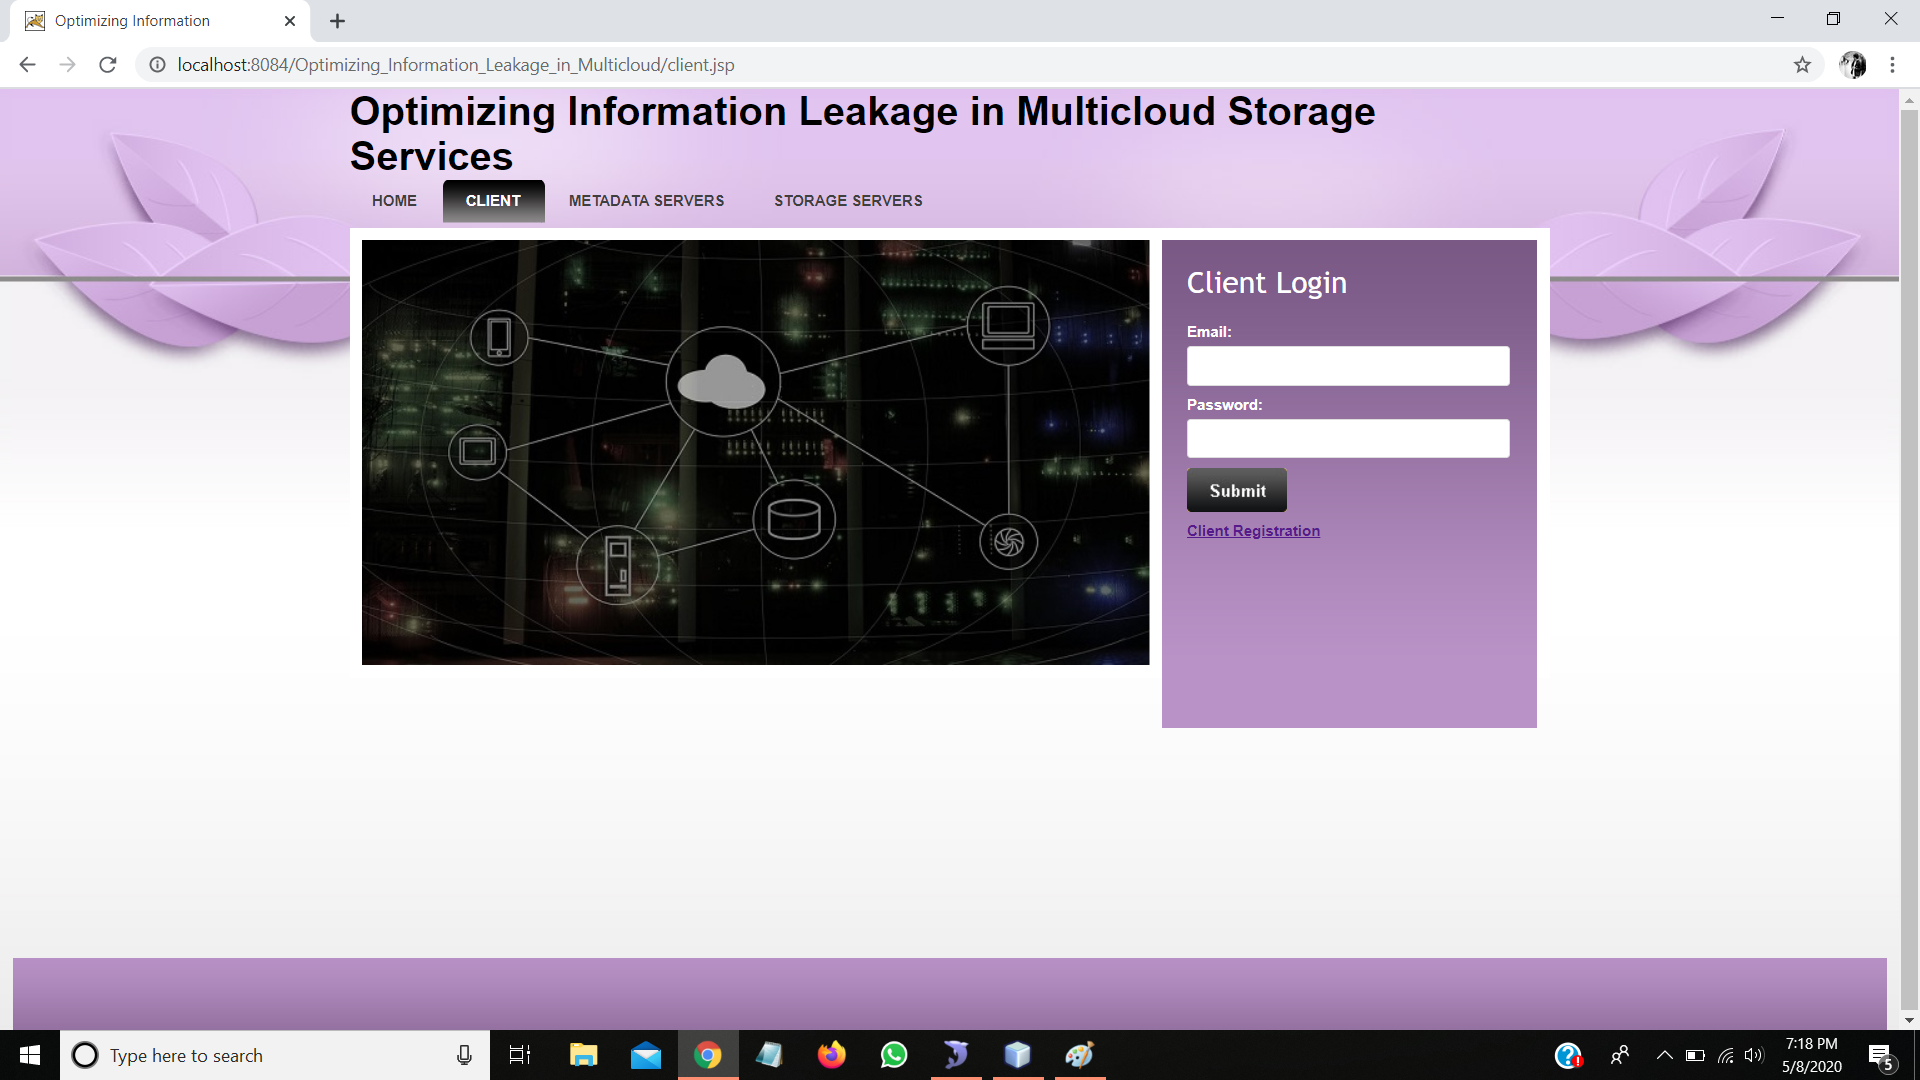 Optimizing Information
localhost:8084/Optimizing_Information_Leakage_in_Multicloud/client.jsp
Optimizing Information Leakage in Multicloud Storage
Services
HOME CLIENT METADATA SERVERS STORAGE SERVERS
Client Login
Email:
Password:
Submit
Client Registration
Type here to search
7:18 PM
5/8/2020
5